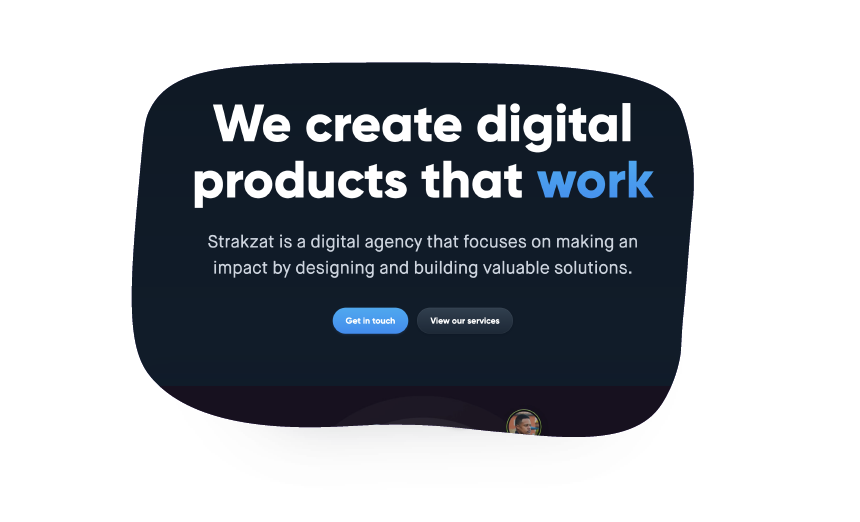 We create digital
products that work
Strakzat is a digital agency that focuses on making an
impact by designing and building valuable solutions.
Get in touch
View our services